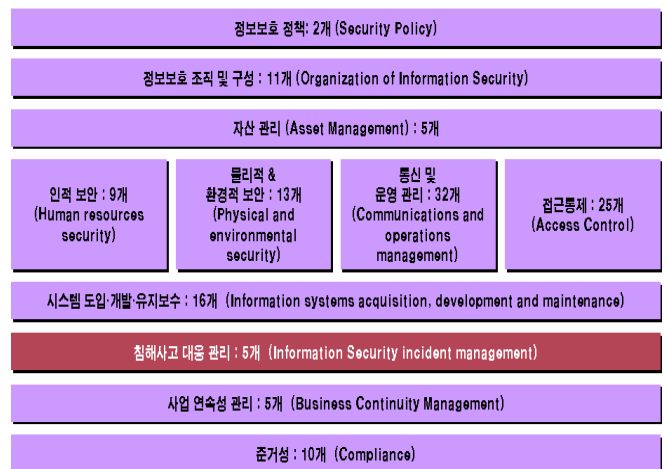 정보보호 정책: 2개 (Security Policy)
정보보호 조직 및 구성 : 11개 (Organization of Information Security)
자산 관리 (Asset Management) : 5개
인적 보안 : 9개
(Human resources
security)
물리적 &
환경적 보안 : 13개
(Physical and
environmental
security)
통신 및
운영 관리 : 32개
(Communications and
operations
management)
접근통제 : 25개
(Access Control)
시스템 도입·개발·유지보수 : 16개 (Information systems acquisition, development and maintenance)
침해사고 대응 관리 : 5개 (Information Security incident management)
사업 연속성 관리 : 5개 (Business Continuity Management)
준거성 : 10개 (Compliance)